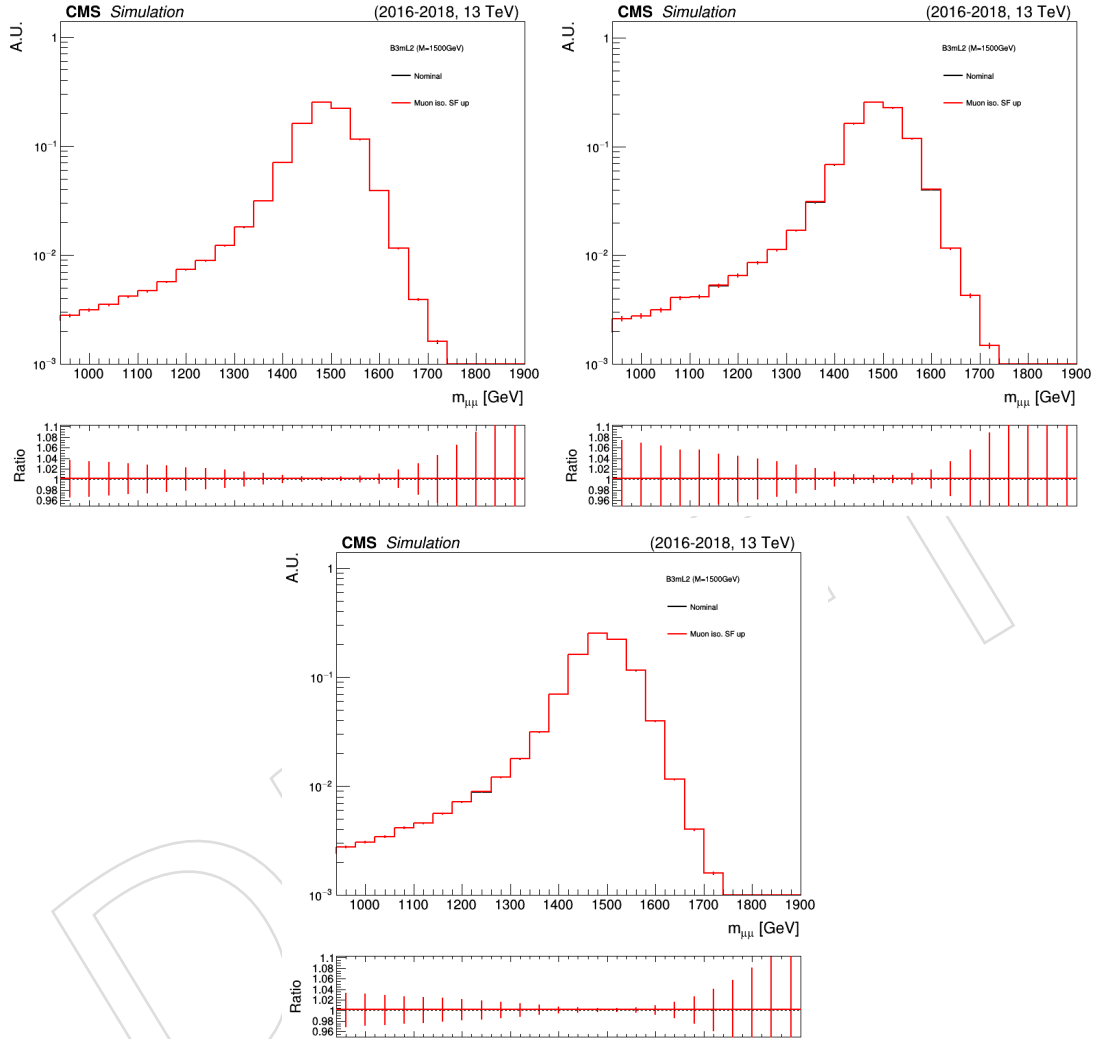 CMS Simulation (2016-2018, 13 TeV)
A.U.
B3mL2 (M=1500GeV)
Nominal
Muon iso. SF up
1
10⁻¹
10⁻²
10⁻³
1000 1100 1200 1300 1400 1500 1600 1700 1800 1900
mμμ [GeV]
Ratio
1.1
1.08
1.06
1.04
1.02
1
0.98
0.96
CMS Simulation (2016-2018, 13 TeV)
A.U.
B3mL2 (M=1500GeV)
Nominal
Muon iso. SF up
1
10⁻¹
10⁻²
10⁻³
1000 1100 1200 1300 1400 1500 1600 1700 1800 1900
mμμ [GeV]
Ratio
1.1
1.08
1.06
1.04
1.02
1
0.98
0.96
CMS Simulation (2016-2018, 13 TeV)
A.U.
B3mL2 (M=1500GeV)
Nominal
Muon iso. SF up
1
10⁻¹
10⁻²
10⁻³
1000 1100 1200 1300 1400 1500 1600 1700 1800 1900
mμμ [GeV]
Ratio
1.1
1.08
1.06
1.04
1.02
1
0.98
0.96